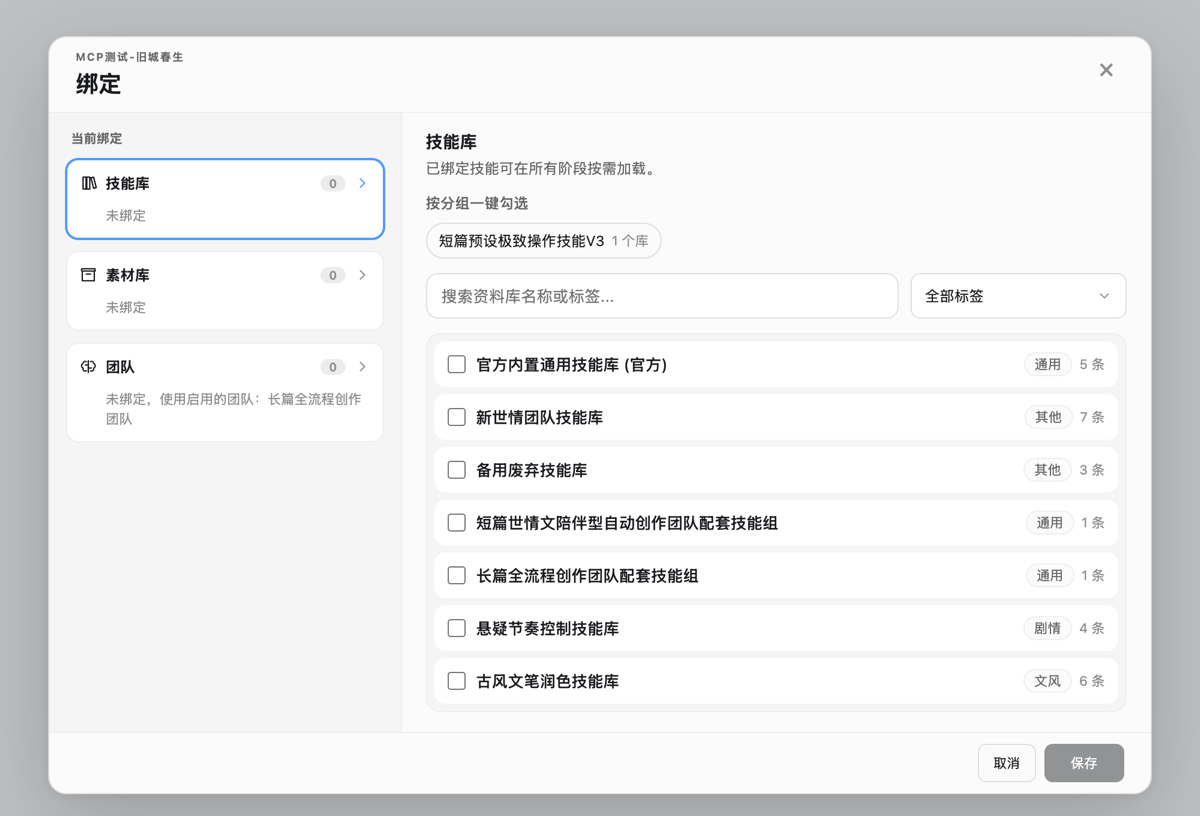 MCP测试-旧城春生
绑定
当前绑定
技能库 0
未绑定
素材库 0
未绑定
团队 0
未绑定，使用启用的团队：长篇全流程创作
团队
技能库
已绑定技能可在所有阶段按需加载。
按分组一键勾选
短篇预设极致操作技能V3 1 个库
搜索资料库名称或标签...
全部标签
官方内置通用技能库 (官方) 通用 5 条
新世情团队技能库 其他 7 条
备用废弃技能库 其他 3 条
短篇世情文陪伴型自动创作团队配套技能组 通用 1 条
长篇全流程创作团队配套技能组 通用 1 条
悬疑节奏控制技能库 剧情 4 条
古风文笔润色技能库 文风 6 条
取消
保存